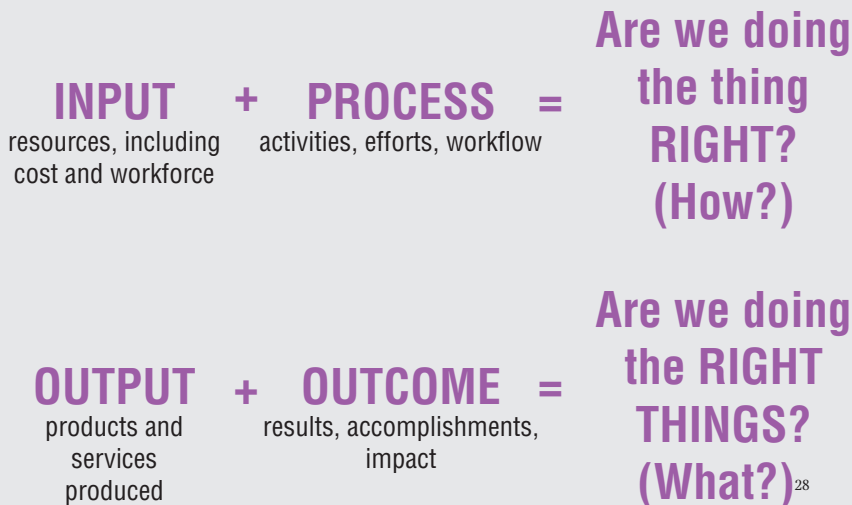 INPUT + PROCESS =
resources, including
cost and workforce
activities, efforts, workflow
Are we doing
the thing
RIGHT?
(How?)
OUTPUT + OUTCOME =
products and
services
produced
results, accomplishments,
impact
Are we doing
the RIGHT
THINGS?
(What?)28